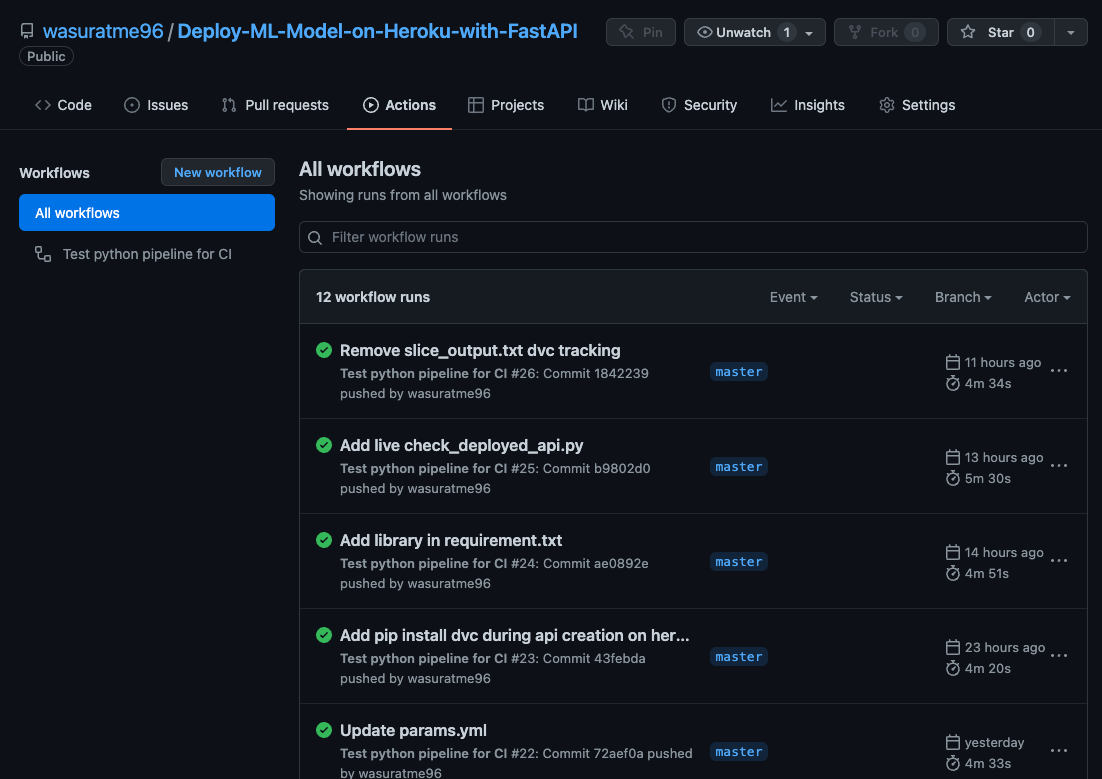 wasuratme96 / Deploy-ML-Model-on-Heroku-with-FastAPI
Pin
Unwatch 1
Fork 0
Star 0
Public
Code
Issues
Pull requests
Actions
Projects
Wiki
Security
Insights
Settings
Workflows
New workflow
All workflows
Test python pipeline for CI
All workflows
Showing runs from all workflows
Filter workflow runs
12 workflow runs
Event
Status
Branch
Actor
Remove slice_output.txt dvc tracking
Test python pipeline for CI #26: Commit 1842239
pushed by wasuratme96
master
11 hours ago
4m 34s
Add live check_deployed_api.py
Test python pipeline for CI #25: Commit b9802d0
pushed by wasuratme96
master
13 hours ago
5m 30s
Add library in requirement.txt
Test python pipeline for CI #24: Commit ae0892e
pushed by wasuratme96
master
14 hours ago
4m 51s
Add pip install dvc during api creation on her...
Test python pipeline for CI #23: Commit 43febda
pushed by wasuratme96
master
23 hours ago
4m 20s
Update params.yml
Test python pipeline for CI #22: Commit 72aef0a pushed
by wasuratme96
master
yesterday
4m 33s